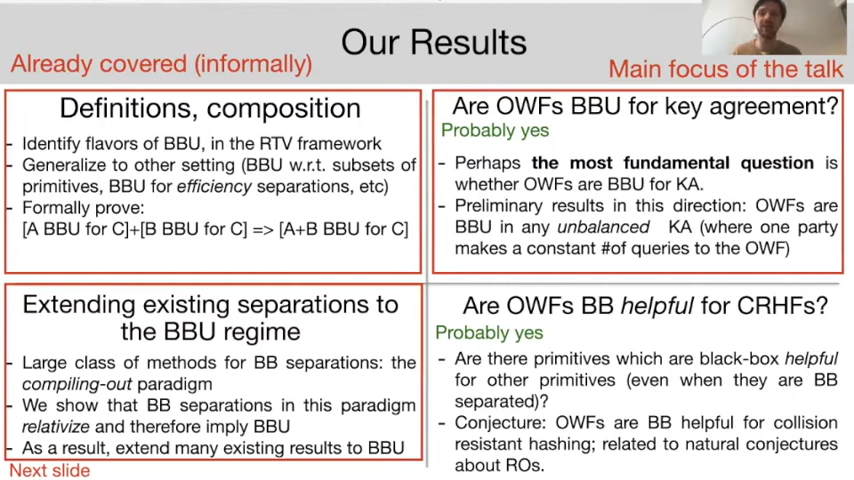 Our Results
Already covered (informally)
Main focus of the talk
Definitions, composition
- Identify flavors of BBU, in the RTV framework
- Generalize to other setting (BBU w.r.t. subsets of
primitives, BBU for efficiency separations, etc)
- Formally prove:
[A BBU for C]+[B BBU for C] => [A+B BBU for C]
Are OWFs BBU for key agreement?
Probably yes
- Perhaps the most fundamental question is
whether OWFs are BBU for KA.
- Preliminary results in this direction: OWFs are
BBU in any unbalanced KA (where one party
makes a constant #of queries to the OWF)
Extending existing separations to
the BBU regime
- Large class of methods for BB separations: the
compiling-out paradigm
- We show that BB separations in this paradigm
relativize and therefore imply BBU
- As a result, extend many existing results to BBU
Next slide
Are OWFs BB helpful for CRHFs?
Probably yes
- Are there primitives which are black-box helpful
for other primitives (even when they are BB
separated)?
- Conjecture: OWFs are BB helpful for collision
resistant hashing; related to natural conjectures
about ROs.